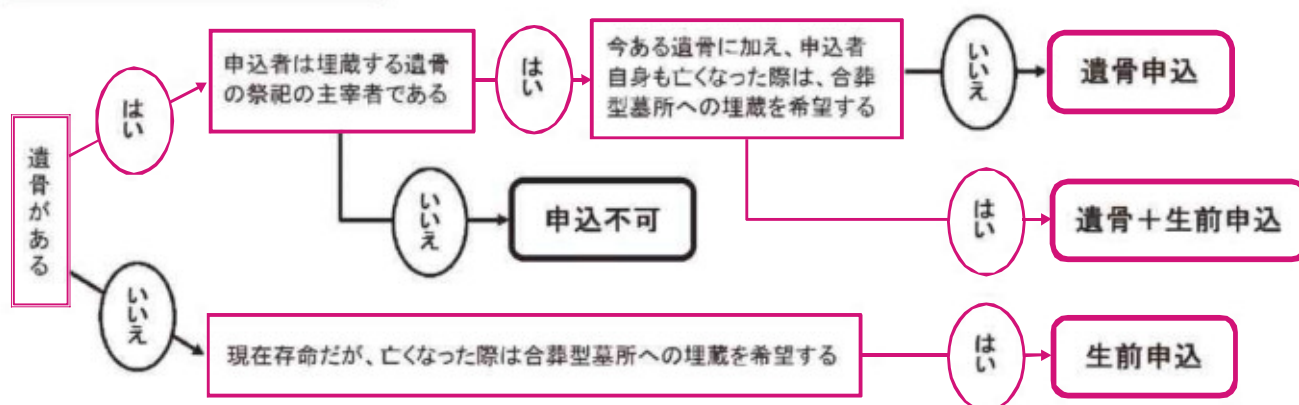 遺骨がある
はい
申込者は埋蔵する遺骨
の祭祀の主宰者である
はい
今ある遺骨に加え、申込者
自身も亡くなった際は、合葬
型墓所への埋蔵を希望する
いいえ
遺骨申込
はい
遺骨＋生前申込
いいえ
申込不可
いいえ
現在存命だが、亡くなった際は合葬型墓所への埋蔵を希望する
はい
生前申込